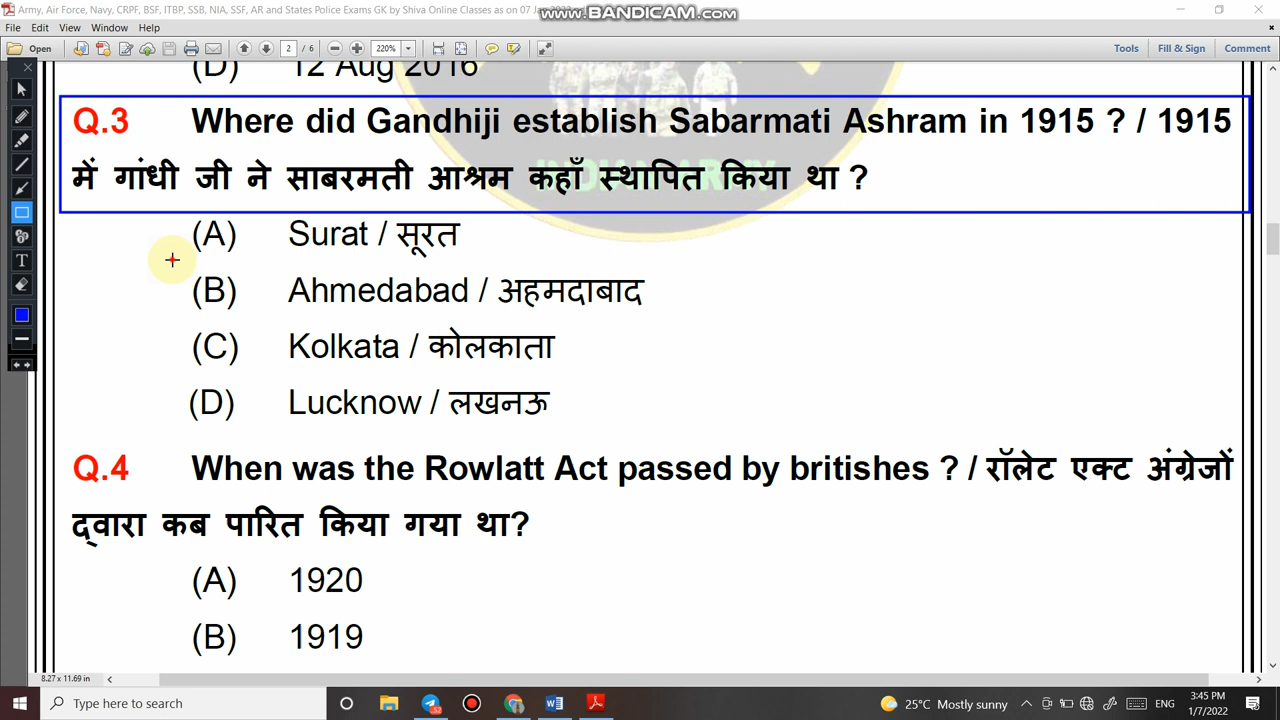 Army, Air Force, Navy, CRPF, BSF, ITBP, SSB, NIA, SSF, AR and States Police Exams GK by Shiva Online Classes as on 07
www.BANDICAM.com
File Edit View Window Help
Open 2 / 6 220% Tools Fill & Sign Comment
(D) 12 Aug 2016
Q.3 Where did Gandhiji establish Sabarmati Ashram in 1915 ? / 1915
में गांधी जी ने साबरमती आश्रम कहाँ स्थापित किया था ?
(A) Surat / सूरत
(B) Ahmedabad / अहमदाबाद
(C) Kolkata / कोलकाता
(D) Lucknow / लखनऊ
Q.4 When was the Rowlatt Act passed by britishes ? / रॉलेट एक्ट अंग्रेजों
द्वारा कब पारित किया गया था?
(A) 1920
(B) 1919
8.27 x 11.69 in
Type here to search 25°C Mostly sunny ENG 3:45 PM
1/7/2022